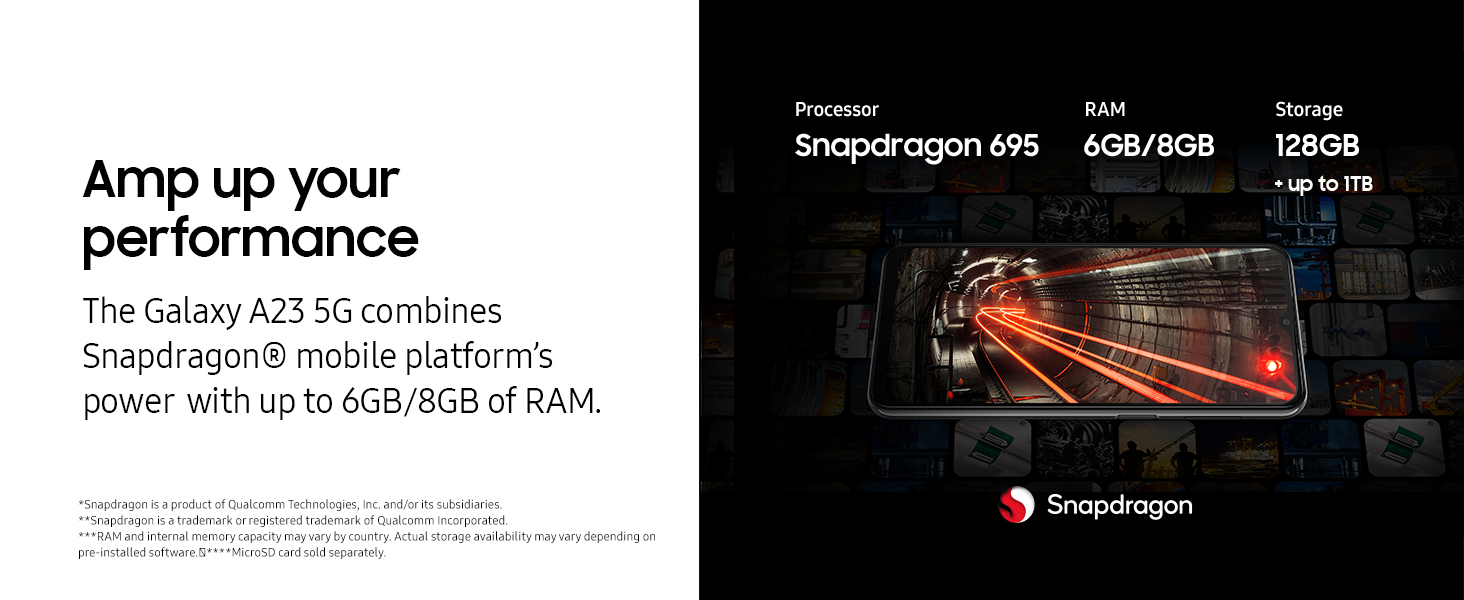 Amp up your
performance
The Galaxy A23 5G combines
Snapdragon® mobile platform’s
power with up to 6GB/8GB of RAM.
*Snapdragon is a product of Qualcomm Technologies, Inc. and/or its subsidiaries.
**Snapdragon is a trademark or registered trademark of Qualcomm Incorporated.
***RAM and internal memory capacity may vary by country. Actual storage availability may vary depending on
pre-installed software.****MicroSD card sold separately.
Processor
Snapdragon 695
RAM
6GB/8GB
Storage
128GB
+ up to 1TB
Snapdragon